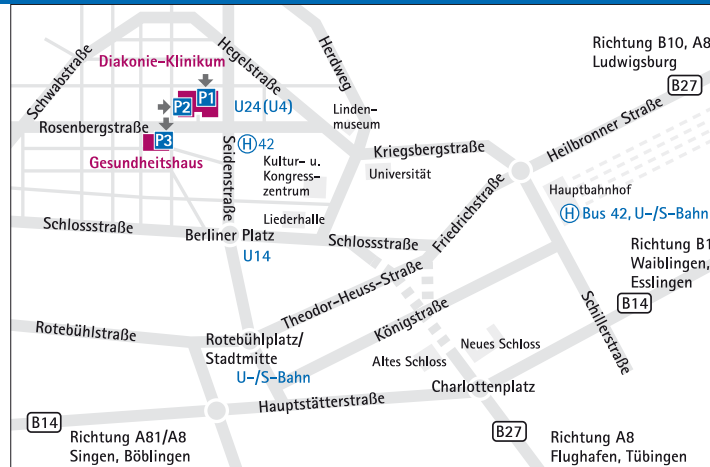 Richtung B10, A8
Ludwigsburg
B27
Diakonie-Klinikum
Hegelstraße
Herdweg
Schwabstraße
P1
P2
U24 (U4)
Linden-
museum
Heilbronner Straße
Rosenbergstraße
P3
Gesundheitshaus
Seidenstraße
H 42
Kriegsbergstraße
Kultur- u.
Kongress-
zentrum
Universität
Hauptbahnhof
H Bus 42, U-/S-Bahn
Friedrichstraße
Liederhalle
Schlossstraße
Berliner Platz
Schlossstraße
U14
Richtung B1
Waiblingen,
Esslingen
B14
Theodor-Heuss-Straße
Schillerstraße
Königstraße
Rotebühlstraße
Rotebühlplatz/
Stadtmitte
U-/S-Bahn
Neues Schloss
Altes Schloss
Charlottenplatz
Hauptstätterstraße
B14
Richtung A81/A8
Singen, Böblingen
B27
Richtung A8
Flughafen, Tübingen